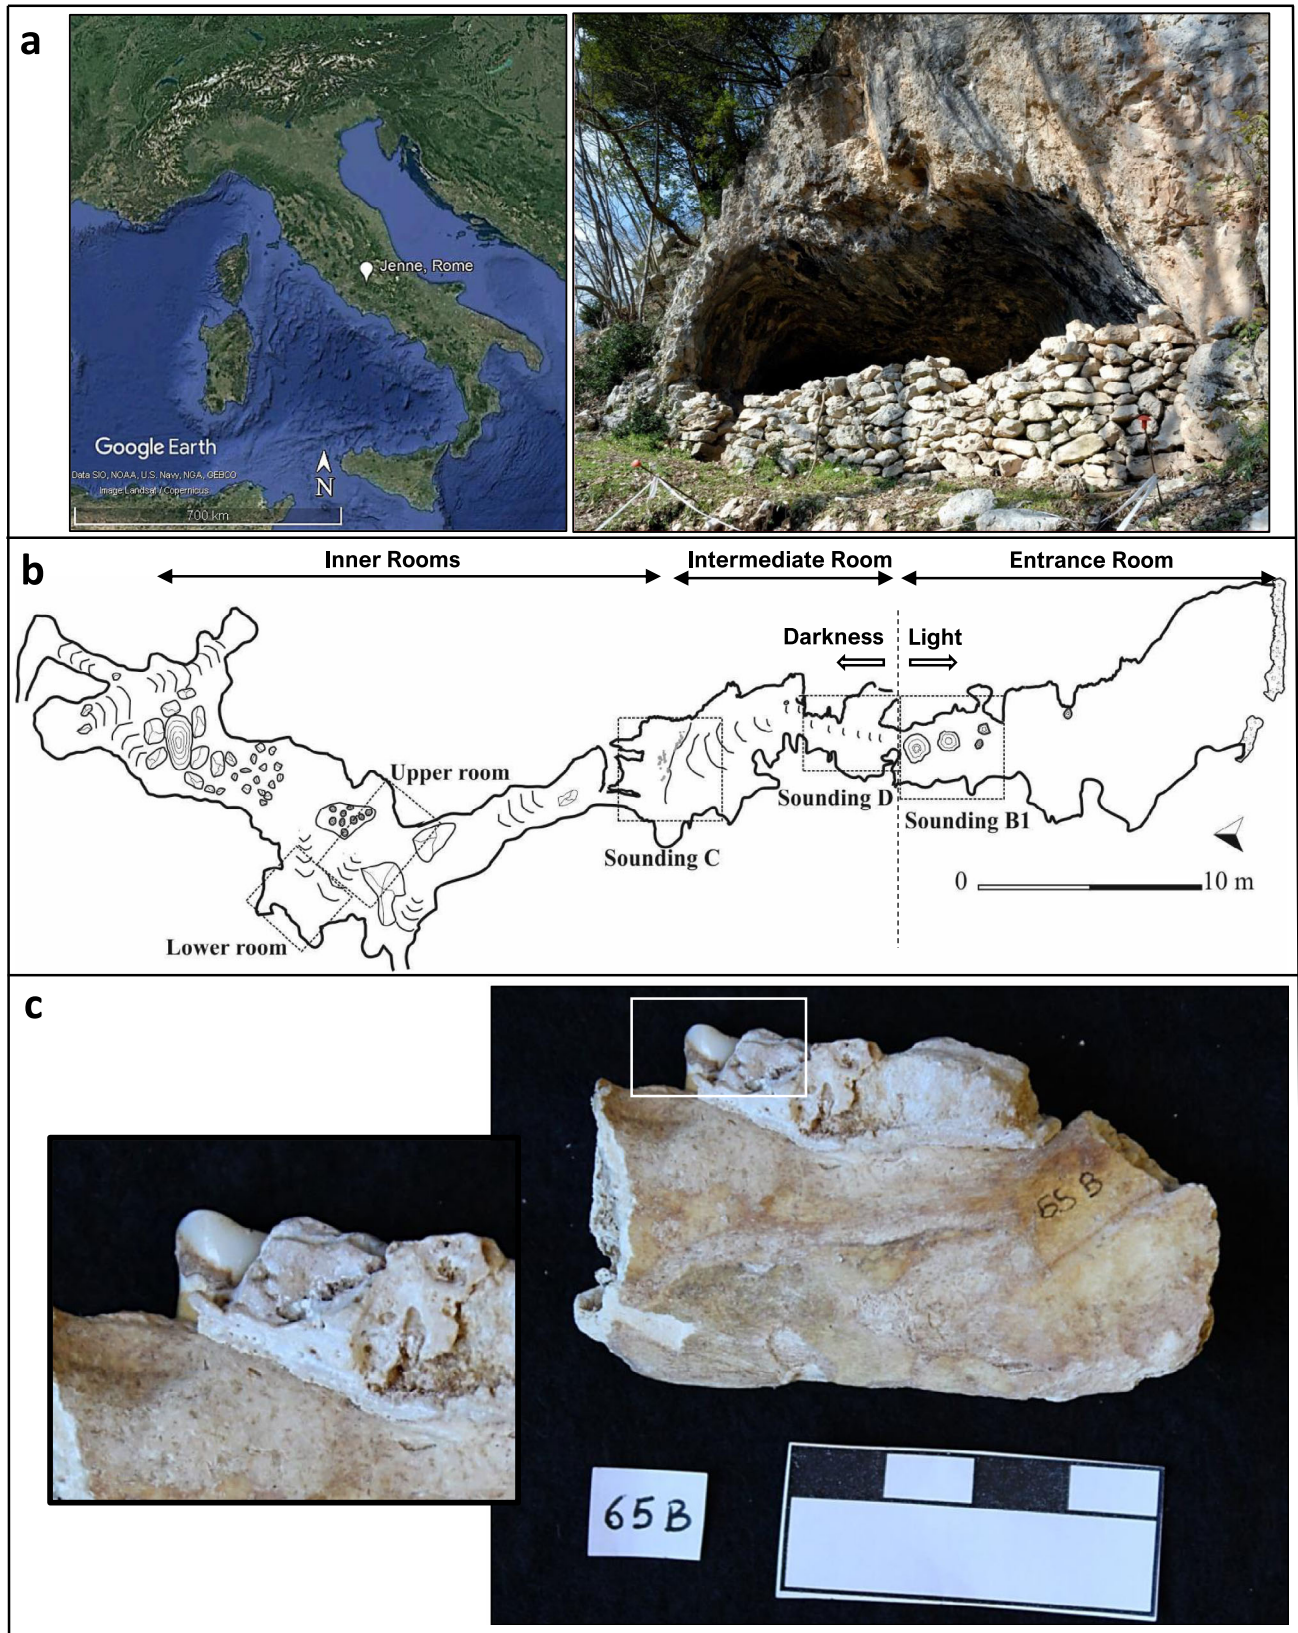 a
Jenne, Rome
Google Earth
Data SIO, NOAA, U.S. Navy, NGA, GEBCO
Image Landsat / Copernicus
N
700 km
b
Inner Rooms
Intermediate Room
Entrance Room
Darkness
Light
Upper room
Sounding D
Sounding B1
Sounding C
0
10 m
Lower room
c
65 B
65 B